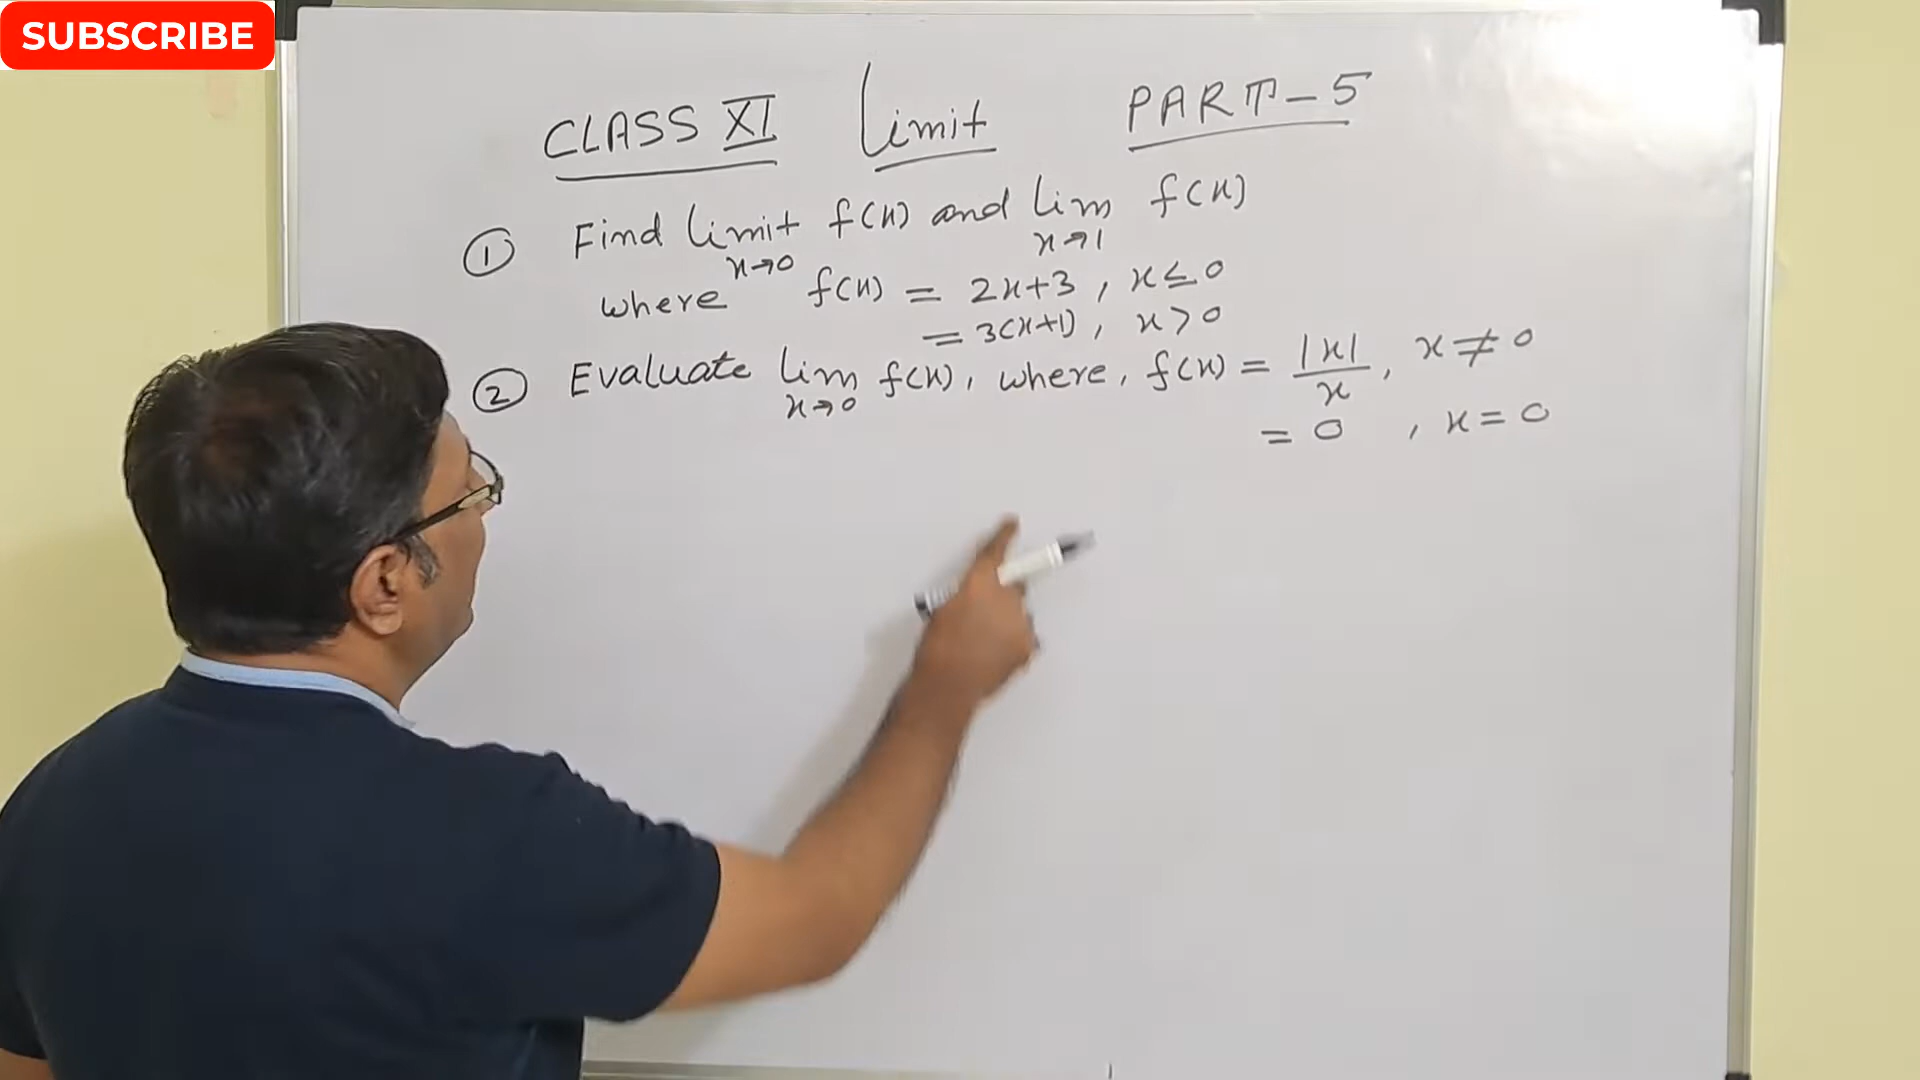 SUBSCRIBE
CLASS XI Limit PART-5
① Find limit f(x) and lim f(x)
x→0 x→1
where f(x) = 2x+3 , x≤0
= 3(x+1) , x>0
② Evaluate lim f(x), where, f(x) = |x|/x , x≠0
x→0
= 0 , x=0